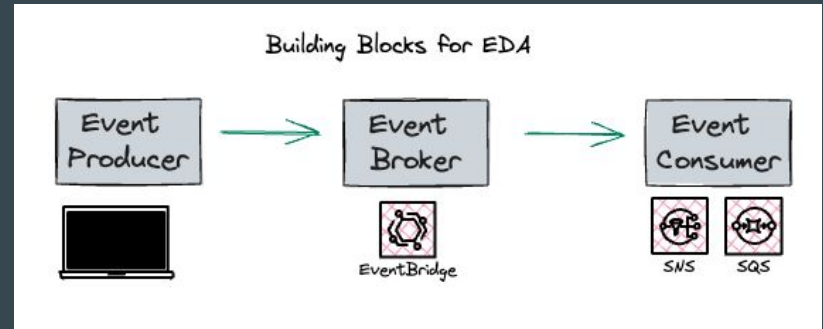 Building Blocks for EDA
Event
Producer
Event
Broker
Event
Consumer
EventBridge
SNS
SQS